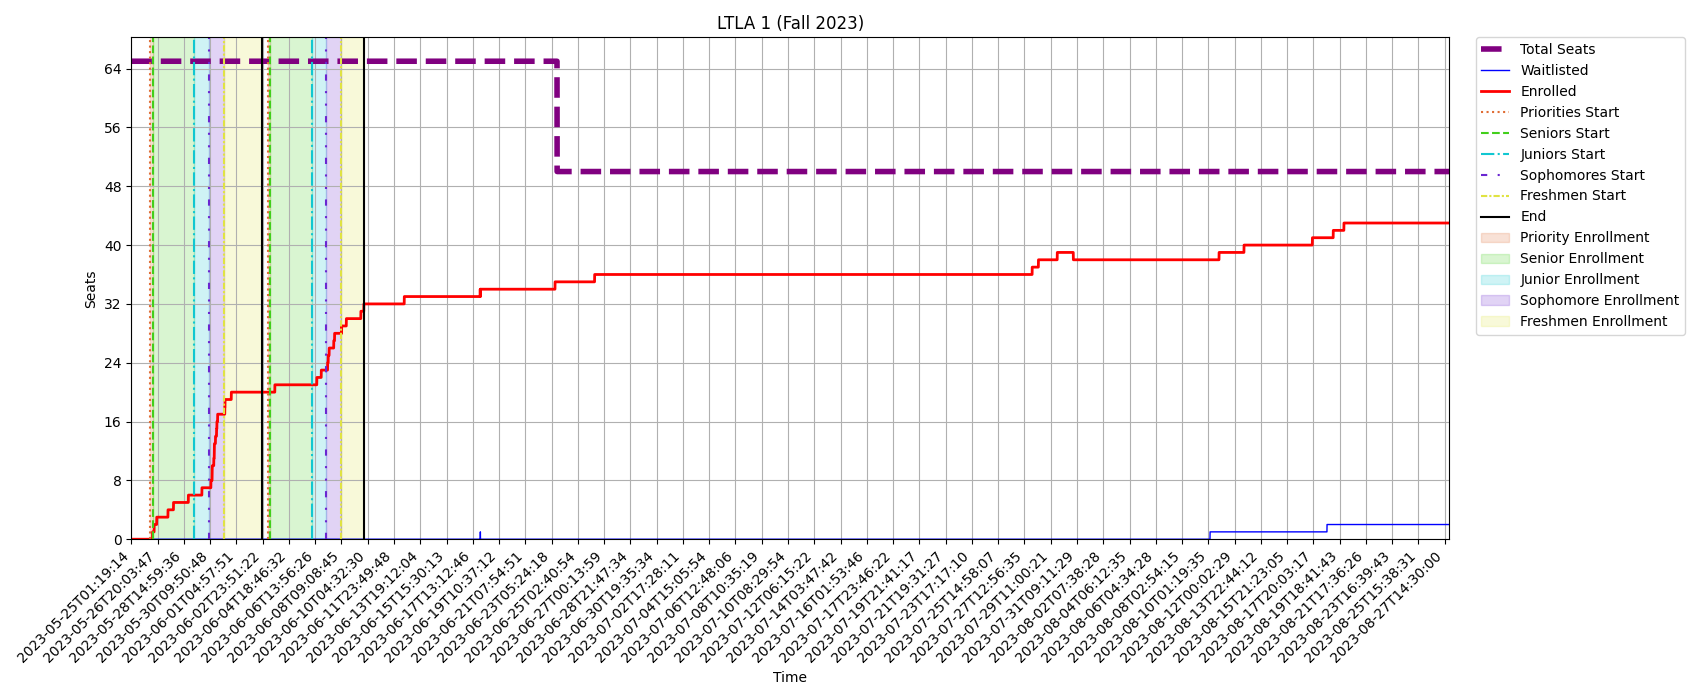 LTLA 1 (Fall 2023)
Seats
64
56
48
40
32
24
16
8
0
2023-05-25T01:19:14
2023-05-26T20:03:47
2023-05-28T14:59:36
2023-05-30T09:50:48
2023-06-01T04:57:51
2023-06-02T23:51:22
2023-06-04T18:46:32
2023-06-06T13:56:26
2023-06-08T09:08:45
2023-06-10T04:32:30
2023-06-11T23:49:48
2023-06-13T19:12:04
2023-06-15T15:30:13
2023-06-17T13:12:46
2023-06-19T10:37:12
2023-06-21T07:54:51
2023-06-23T05:24:18
2023-06-25T02:40:54
2023-06-27T00:13:59
2023-06-28T21:47:34
2023-06-30T19:35:34
2023-07-02T17:28:11
2023-07-04T15:05:54
2023-07-06T12:48:06
2023-07-08T10:35:19
2023-07-10T08:29:54
2023-07-12T06:15:22
2023-07-14T03:47:42
2023-07-16T01:53:46
2023-07-17T23:46:22
2023-07-19T21:41:17
2023-07-21T19:31:27
2023-07-23T17:17:10
2023-07-25T14:58:07
2023-07-27T12:56:35
2023-07-29T11:00:21
2023-07-31T09:11:29
2023-08-02T07:38:28
2023-08-04T06:12:35
2023-08-06T04:34:28
2023-08-08T02:54:15
2023-08-10T01:19:35
2023-08-12T00:02:29
2023-08-13T22:44:12
2023-08-15T21:23:05
2023-08-17T20:03:17
2023-08-19T18:41:43
2023-08-21T17:36:26
2023-08-23T16:39:43
2023-08-25T15:38:31
2023-08-27T14:30:00
Time
Total Seats
Waitlisted
Enrolled
Priorities Start
Seniors Start
Juniors Start
Sophomores Start
Freshmen Start
End
Priority Enrollment
Senior Enrollment
Junior Enrollment
Sophomore Enrollment
Freshmen Enrollment